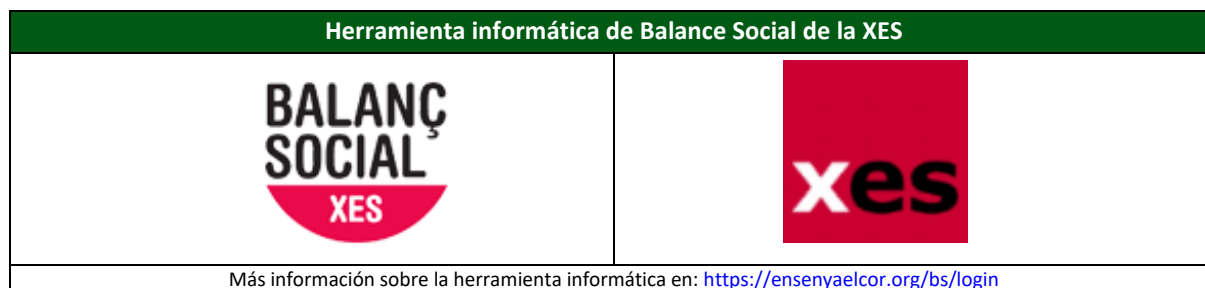 Herramienta informática de Balance Social de la XES
BALANÇ
SOCIAL
XES
xes
Más información sobre la herramienta informática en: https://ensenyaelcor.org/bs/login